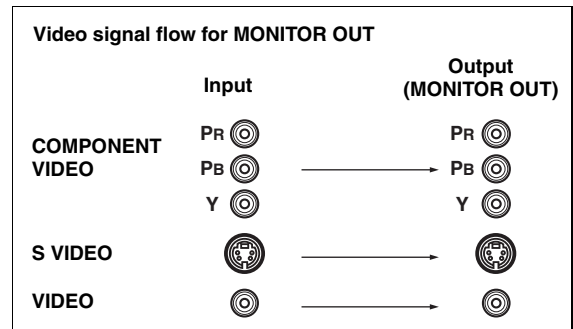 Video signal flow for MONITOR OUT
Input
Output
(MONITOR OUT)
COMPONENT
VIDEO
PR PR
PB PB
Y Y
S VIDEO
VIDEO